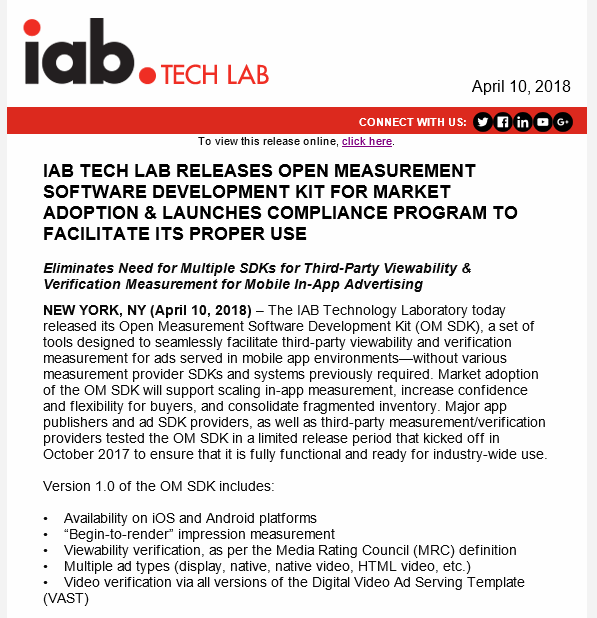 iab. TECH LAB
April 10, 2018
CONNECT WITH US:
To view this release online, click here.
IAB TECH LAB RELEASES OPEN MEASUREMENT
SOFTWARE DEVELOPMENT KIT FOR MARKET
ADOPTION & LAUNCHES COMPLIANCE PROGRAM TO
FACILITATE ITS PROPER USE
Eliminates Need for Multiple SDKs for Third-Party Viewability &
Verification Measurement for Mobile In-App Advertising
NEW YORK, NY (April 10, 2018) – The IAB Technology Laboratory today
released its Open Measurement Software Development Kit (OM SDK), a set of
tools designed to seamlessly facilitate third-party viewability and verification
measurement for ads served in mobile app environments—without various
measurement provider SDKs and systems previously required. Market adoption
of the OM SDK will support scaling in-app measurement, increase confidence
and flexibility for buyers, and consolidate fragmented inventory. Major app
publishers and ad SDK providers, as well as third-party measurement/verification
providers tested the OM SDK in a limited release period that kicked off in
October 2017 to ensure that it is fully functional and ready for industry-wide use.
Version 1.0 of the OM SDK includes:
• Availability on iOS and Android platforms
• “Begin-to-render” impression measurement
• Viewability verification, as per the Media Rating Council (MRC) definition
• Multiple ad types (display, native, native video, HTML video, etc.)
• Video verification via all versions of the Digital Video Ad Serving Template
(VAST)